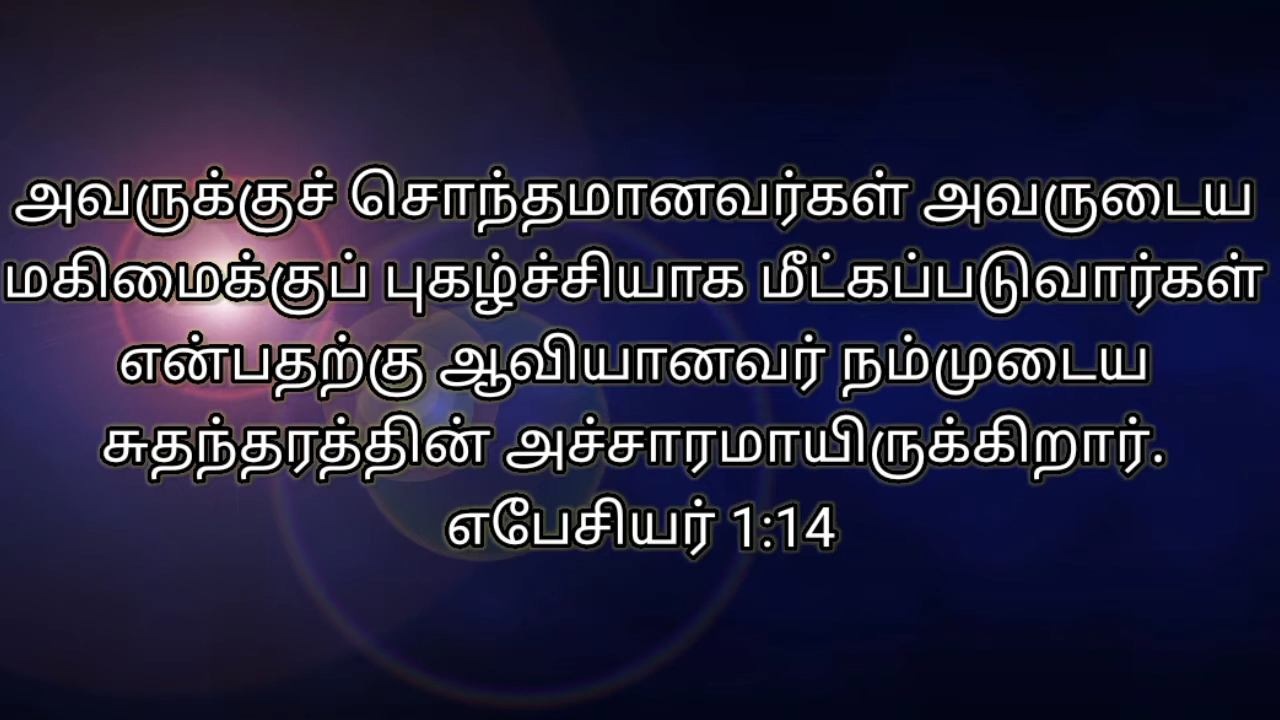 அவருக்குச் சொந்தமானவர்கள் அவருடைய
மகிமைக்குப் புகழ்ச்சியாக மீட்கப்படுவார்கள்
என்பதற்கு ஆவியானவர் நம்முடைய
சுதந்தரத்தின் அச்சாரமாயிருக்கிறார்.
எபேசியர் 1:14